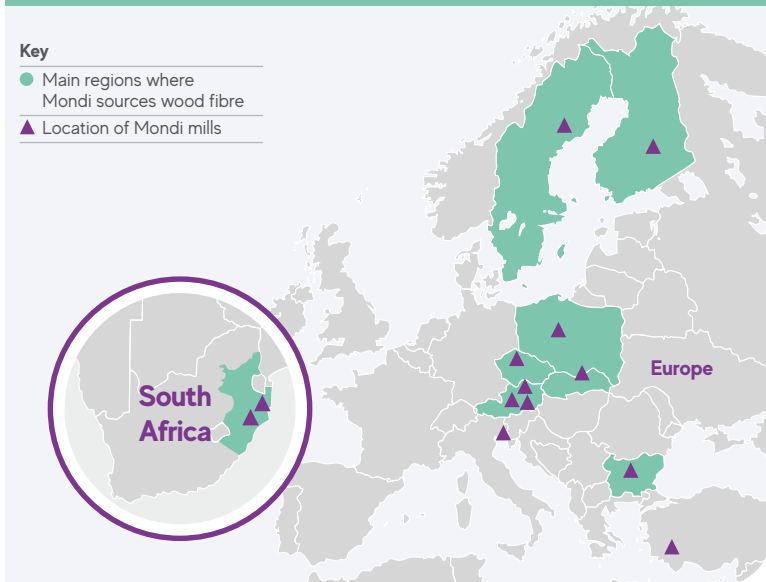 Key
Main regions where
Mondi sources wood fibre
Location of Mondi mills
Europe
South
Africa